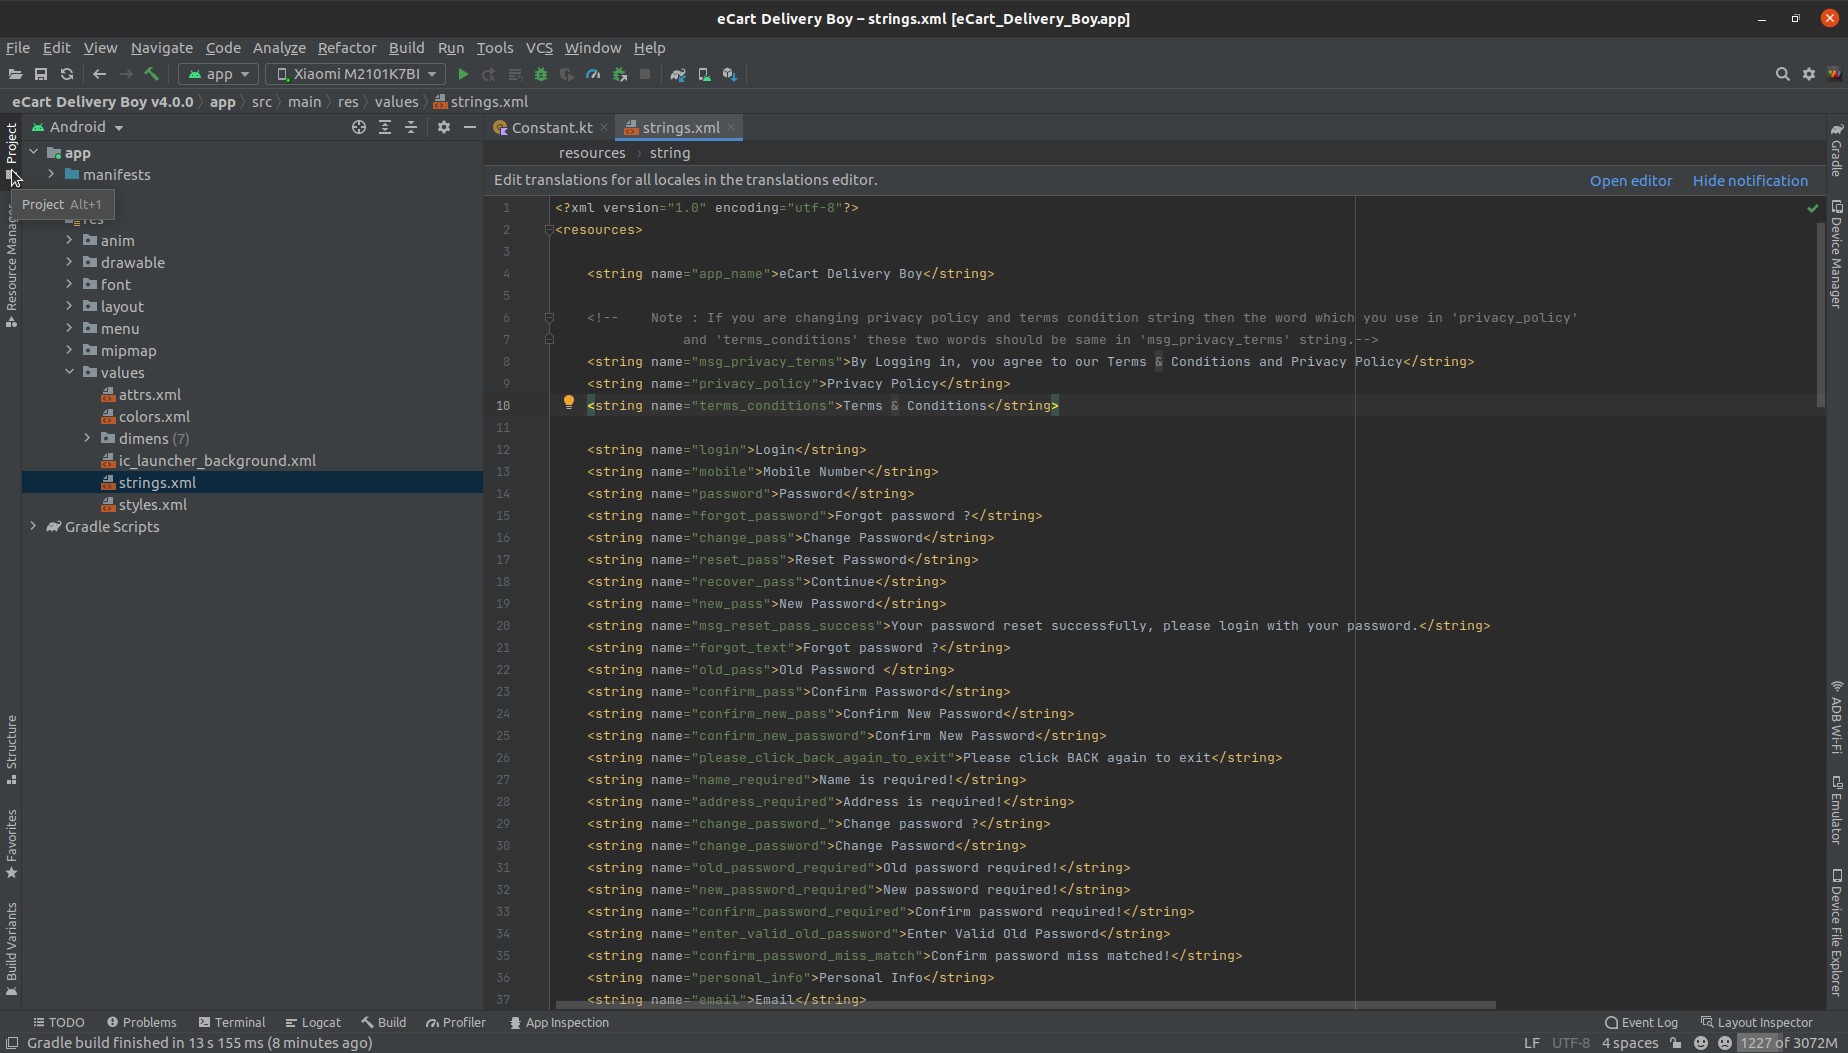 eCart Delivery Boy – strings.xml [eCart_Delivery_Boy.app]
File Edit View Navigate Code Analyze Refactor Build Run Tools VCS Window Help
app Xiaomi M2101K7BI
eCart Delivery Boy v4.0.0 app src main res values strings.xml
Android
Constant.kt strings.xml
resources › string
Edit translations for all locales in the translations editor. Open editor Hide notification
Project
Resource Manager
Structure
Favorites
Build Variants
app
manifests
Project Alt+1
res
anim
drawable
font
layout
menu
mipmap
values
attrs.xml
colors.xml
dimens (7)
ic_launcher_background.xml
strings.xml
styles.xml
Gradle Scripts
1 <?xml version="1.0" encoding="utf-8"?>
2 <resources>
3
4 <string name="app_name">eCart Delivery Boy</string>
5
6 <!-- Note : If you are changing privacy policy and terms condition string then the word which you use in 'privacy_policy'
7 and 'terms_conditions' these two words should be same in 'msg_privacy_terms' string.-->
8 <string name="msg_privacy_terms">By Logging in, you agree to our Terms & Conditions and Privacy Policy</string>
9 <string name="privacy_policy">Privacy Policy</string>
10 <string name="terms_conditions">Terms & Conditions</string>
11
12 <string name="login">Login</string>
13 <string name="mobile">Mobile Number</string>
14 <string name="password">Password</string>
15 <string name="forgot_password">Forgot password ?</string>
16 <string name="change_pass">Change Password</string>
17 <string name="reset_pass">Reset Password</string>
18 <string name="recover_pass">Continue</string>
19 <string name="new_pass">New Password</string>
20 <string name="msg_reset_pass_success">Your password reset successfully, please login with your password.</string>
21 <string name="forgot_text">Forgot password ?</string>
22 <string name="old_pass">Old Password </string>
23 <string name="confirm_pass">Confirm Password</string>
24 <string name="confirm_new_pass">Confirm New Password</string>
25 <string name="confirm_new_password">Confirm New Password</string>
26 <string name="please_click_back_again_to_exit">Please click BACK again to exit</string>
27 <string name="name_required">Name is required!</string>
28 <string name="address_required">Address is required!</string>
29 <string name="change_password_">Change password ?</string>
30 <string name="change_password">Change Password</string>
31 <string name="old_password_required">Old password required!</string>
32 <string name="new_password_required">New password required!</string>
33 <string name="confirm_password_required">Confirm password required!</string>
34 <string name="enter_valid_old_password">Enter Valid Old Password</string>
35 <string name="confirm_password_miss_match">Confirm password miss matched!</string>
36 <string name="personal_info">Personal Info</string>
37 <string name="email">Email</string>
Gradle
Device Manager
ADB Wi-Fi
Emulator
Device File Explorer
TODO Problems Terminal Logcat Build Profiler App Inspection Event Log Layout Inspector
Gradle build finished in 13 s 155 ms (8 minutes ago) LF UTF-8 4 spaces 1227 of 3072M